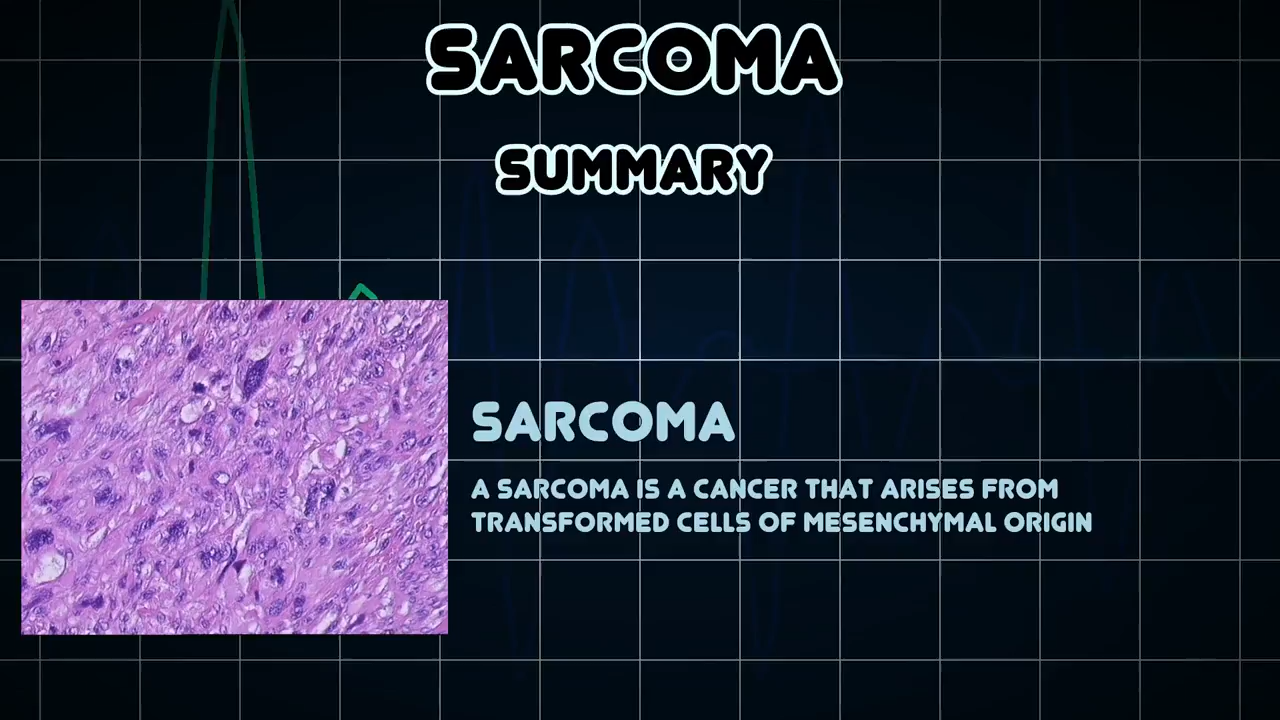 SARCOMA
SUMMARY
SARCOMA
A SARCOMA IS A CANCER THAT ARISES FROM
TRANSFORMED CELLS OF MESENCHYMAL ORIGIN